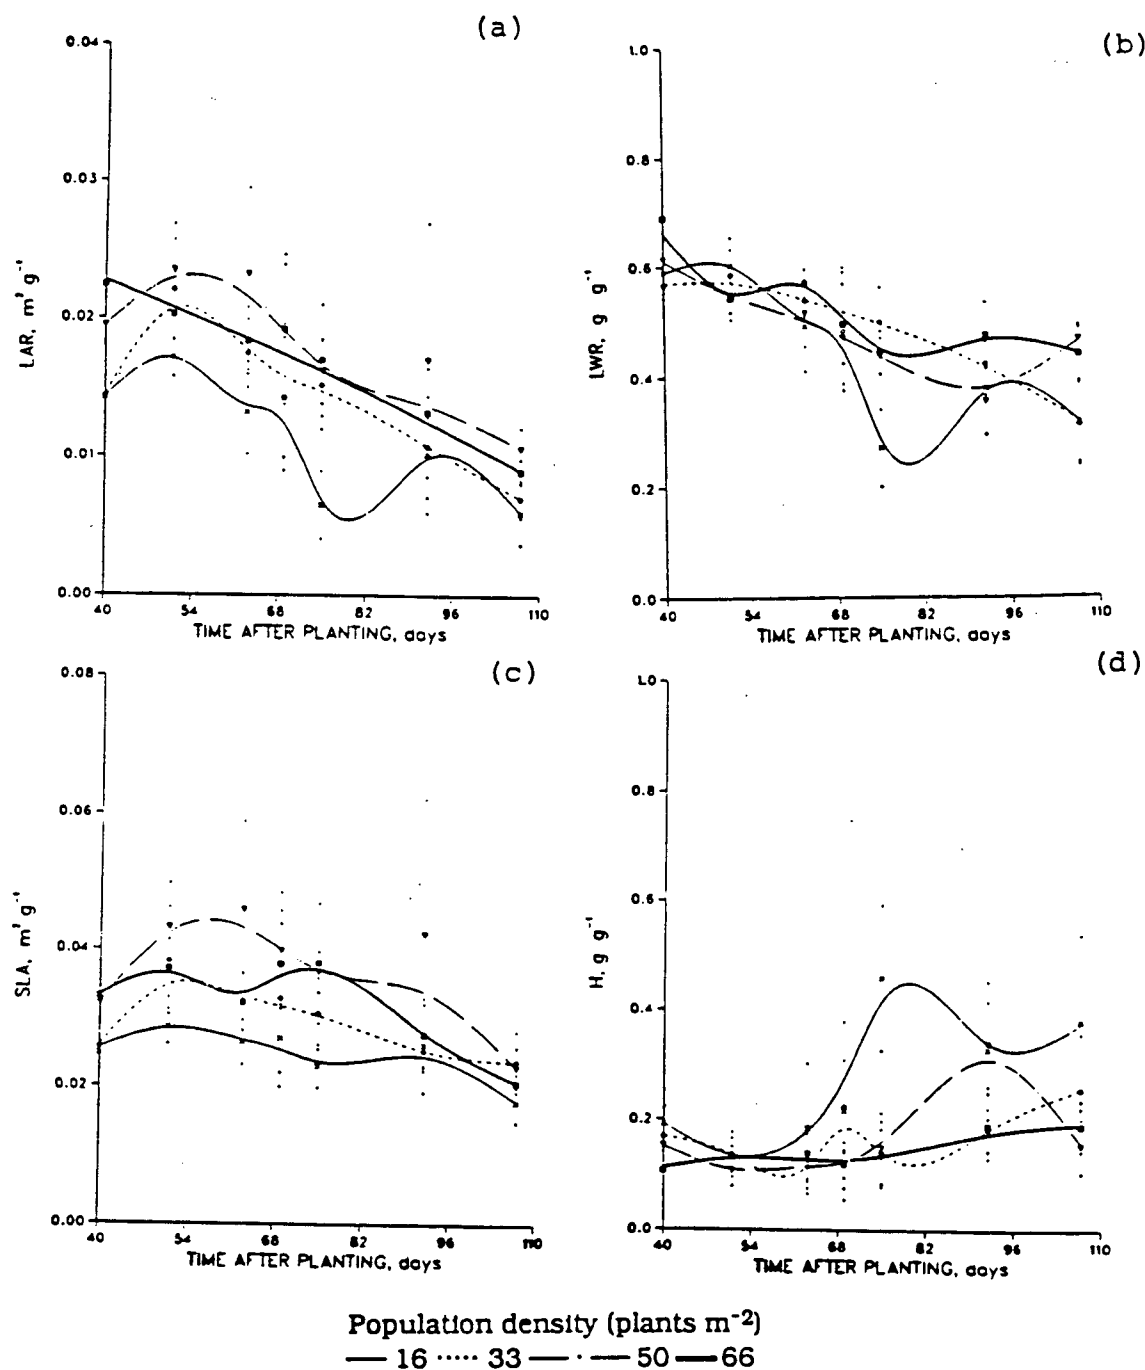 (a)
0.04
0.03
0.02
0.01
0.00
LAR, m² g⁻¹
40 54 68 82 96 110
TIME AFTER PLANTING, days
(b)
1.0
0.8
0.6
0.4
0.2
0.0
LWR, g g⁻¹
40 54 68 82 96 110
TIME AFTER PLANTING, days
(c)
0.08
0.06
0.04
0.02
0.00
SLA, m² g⁻¹
40 54 68 82 96 110
TIME AFTER PLANTING, days
(d)
1.0
0.8
0.6
0.4
0.2
0.0
H, g g⁻¹
40 54 68 82 96 110
TIME AFTER PLANTING, days
Population density (plants m⁻²)
16 33 50 66